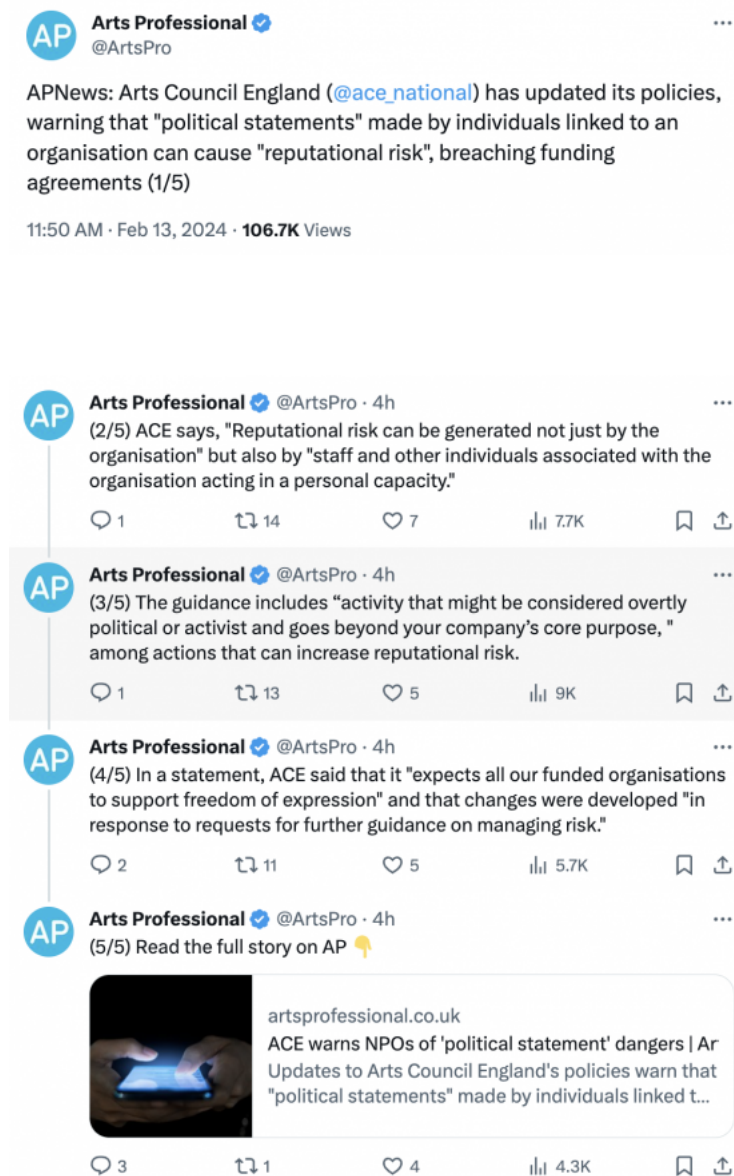 AP
Arts Professional
@ArtsPro
APNews: Arts Council England (@ace_national) has updated its policies,
warning that "political statements" made by individuals linked to an
organisation can cause "reputational risk", breaching funding
agreements (1/5)
11:50 AM · Feb 13, 2024 · 106.7K Views
AP
Arts Professional @ArtsPro · 4h
(2/5) ACE says, "Reputational risk can be generated not just by the
organisation" but also by "staff and other individuals associated with the
organisation acting in a personal capacity."
1 14 7 7.7K
AP
Arts Professional @ArtsPro · 4h
(3/5) The guidance includes “activity that might be considered overtly
political or activist and goes beyond your company’s core purpose, "
among actions that can increase reputational risk.
1 13 5 9K
AP
Arts Professional @ArtsPro · 4h
(4/5) In a statement, ACE said that it "expects all our funded organisations
to support freedom of expression" and that changes were developed "in
response to requests for further guidance on managing risk."
2 11 5 5.7K
AP
Arts Professional @ArtsPro · 4h
(5/5) Read the full story on AP 👇
artsprofessional.co.uk
ACE warns NPOs of 'political statement' dangers | Ar
Updates to Arts Council England's policies warn that
"political statements" made by individuals linked t...
3 1 4 4.3K